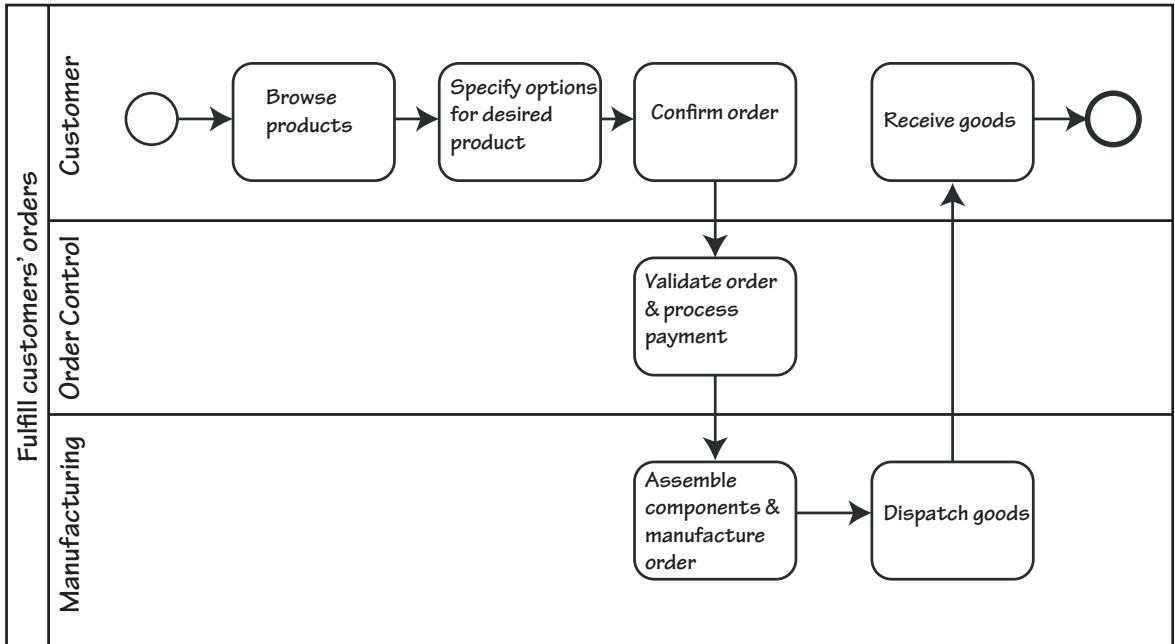 Fulfill customers' orders
Customer
Browse
products
Specify options
for desired
product
Confirm order
Receive goods
Order Control
Validate order
& process
payment
Manufacturing
Assemble
components &
manufacture
order
Dispatch goods